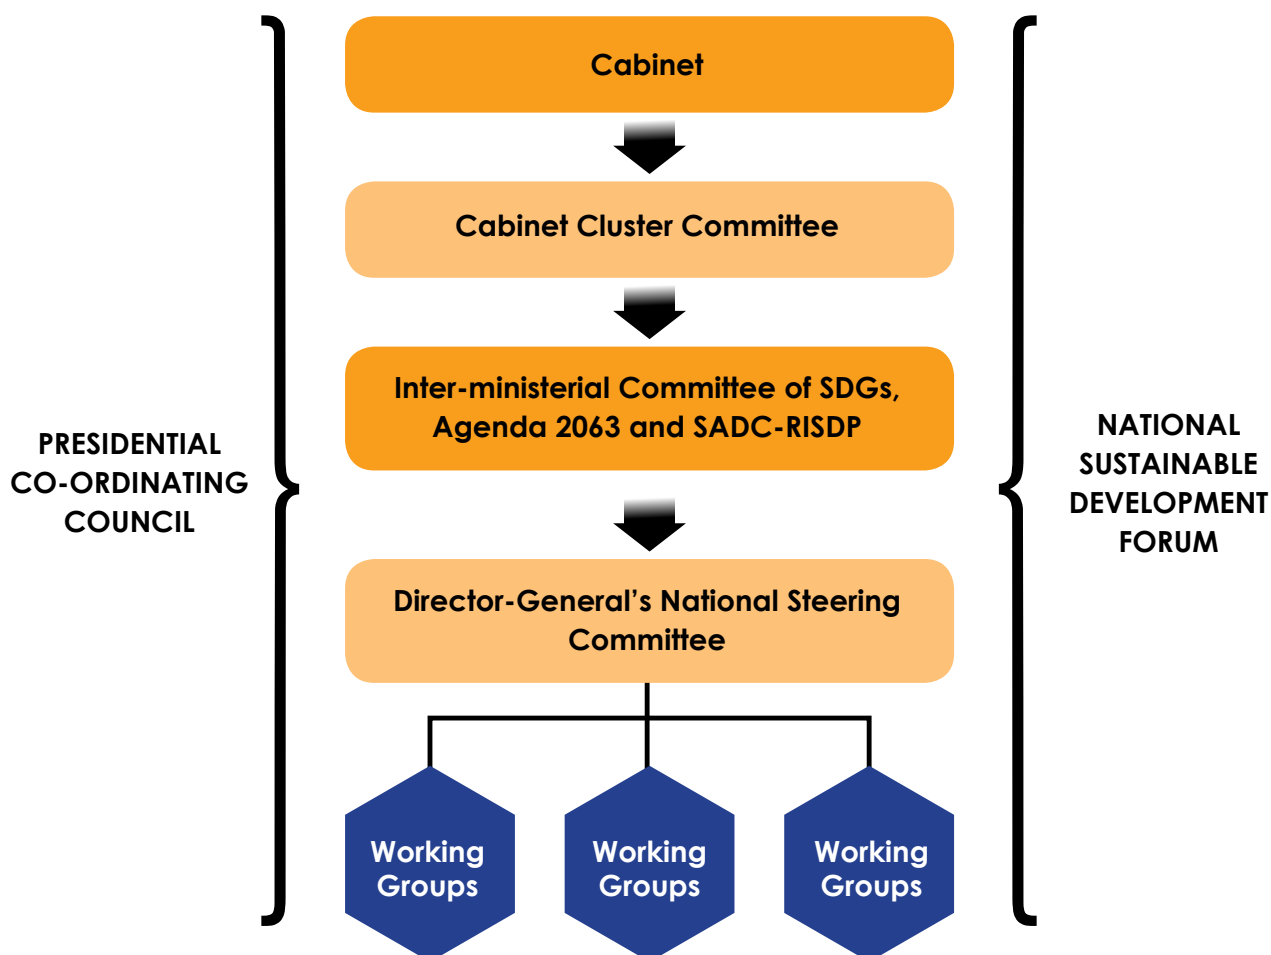 Cabinet
Cabinet Cluster Committee
Inter-ministerial Committee of SDGs,
Agenda 2063 and SADC-RISDP
PRESIDENTIAL
CO-ORDINATING
COUNCIL
NATIONAL
SUSTAINABLE
DEVELOPMENT
FORUM
Director-General’s National Steering
Committee
Working
Groups
Working
Groups
Working
Groups